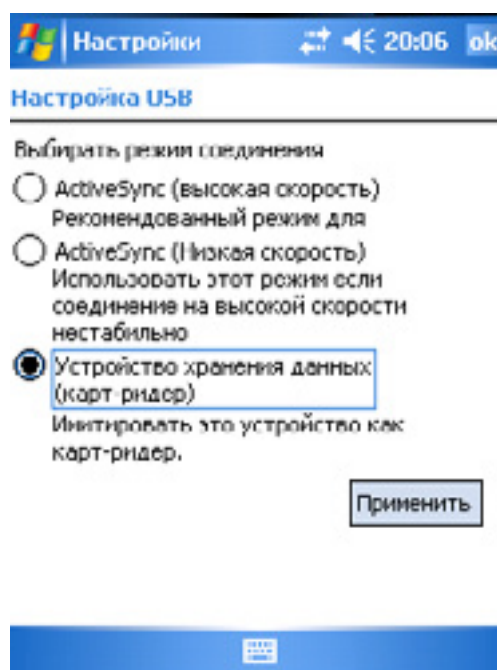 Настройки 20:06 ok
Настройка USB
Выбирать режим соединения
ActiveSync (высокая скорость)
Рекомендованный режим для
ActiveSync (Низкая скорость)
Использовать этот режим если
соединение на высокой скорости
нестабильно
Устройство хранения данных
(карт-ридер)
Инитировать это устройство как
карт-ридер.
Применить